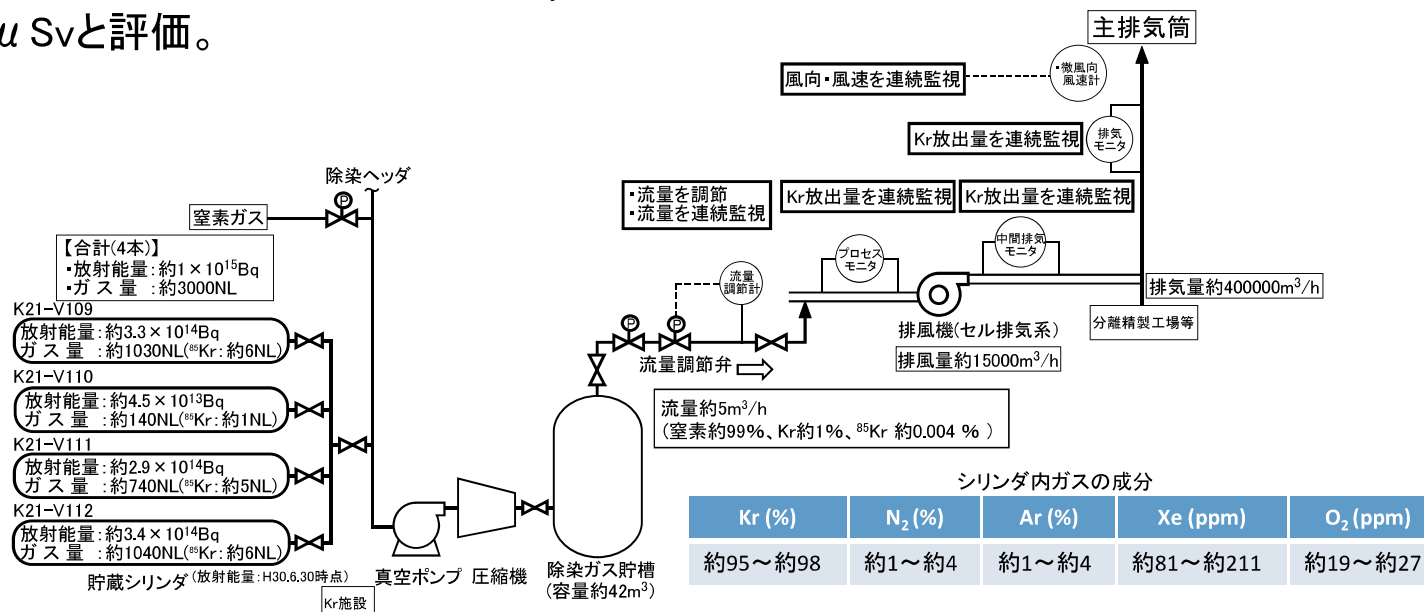 μSvと評価。
主排気筒
風向・風速を連続監視
・微風向
風速計
Kr放出量を連続監視
排気
モニタ
除染ヘッダ
・流量を調節
・流量を連続監視
Kr放出量を連続監視
Kr放出量を連続監視
窒素ガス
P
【合計(4本)】
・放射能量：約1×10¹⁵Bq
・ガス量：約3000NL
プロセス
モニタ
中間排気
モニタ
流量
調節計
排気量約400000m³/h
K21-V109
放射能量：約3.3×10¹⁴Bq
ガス量：約1030NL(⁸⁵Kr：約6NL)
P
P
排風機(セル排気系)
分離精製工場等
流量調節弁
排風量約15000m³/h
K21-V110
放射能量：約4.5×10¹³Bq
ガス量：約140NL(⁸⁵Kr：約1NL)
流量約5m³/h
(窒素約99%、Kr約1%、⁸⁵Kr 約0.004 % )
K21-V111
放射能量：約2.9×10¹⁴Bq
ガス量：約740NL(⁸⁵Kr：約5NL)
K21-V112
放射能量：約3.4×10¹⁴Bq
ガス量：約1040NL(⁸⁵Kr：約6NL)
貯蔵シリンダ(放射能量：H30.6.30時点)
Kr施設
真空ポンプ 圧縮機
除染ガス貯槽
(容量約42m³)
シリンダ内ガスの成分
Kr (%) N₂ (%) Ar (%) Xe (ppm) O₂ (ppm)
約95～約98 約1～約4 約1～約4 約81～約211 約19～約27